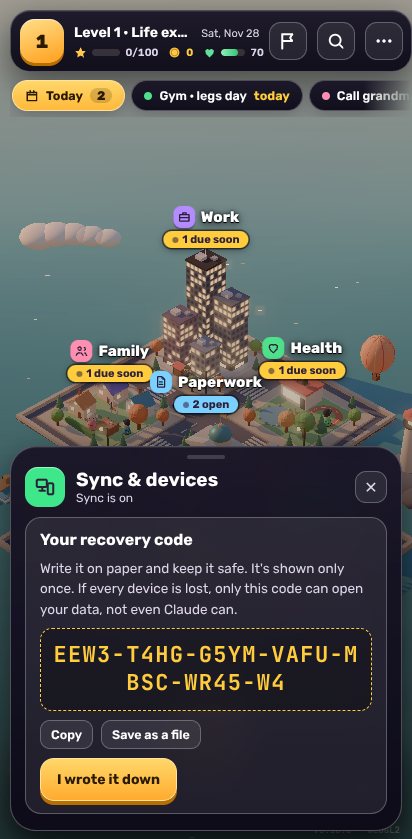 1
Level 1 · Life ex...
Sat, Nov 28
0/100
0
70
Today 2
Gym · legs day today
Call grandm
Work
1 due soon
Family
1 due soon
Health
1 due soon
Paperwork
2 open
Sync & devices
Sync is on
Your recovery code
Write it on paper and keep it safe. It's shown only
once. If every device is lost, only this code can open
your data, not even Claude can.
EEW3-T4HG-G5YM-VAFU-M
BSC-WR45-W4
Copy
Save as a file
I wrote it down